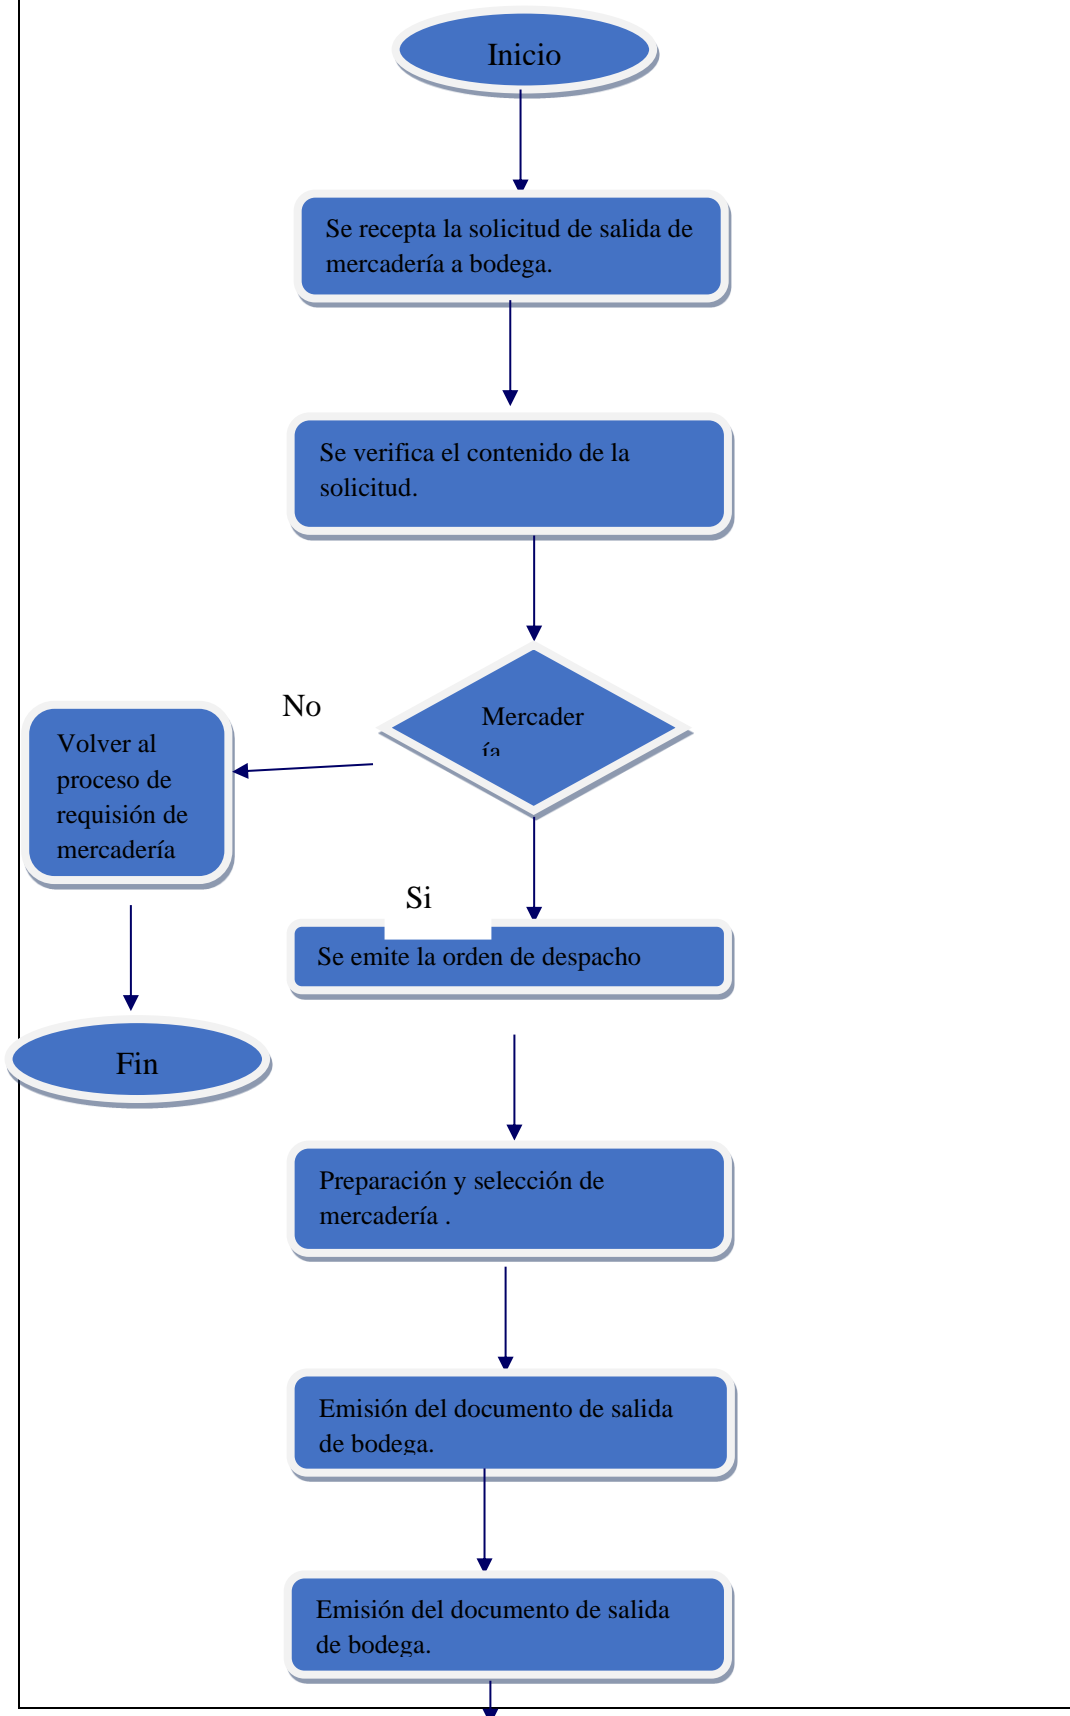 Inicio
Se recepta la solicitud de salida de
mercadería a bodega.
Se verifica el contenido de la
solicitud.
No
Mercader
ía
Volver al
proceso de
requisión de
mercadería
Si
Se emite la orden de despacho
Fin
Preparación y selección de
mercadería .
Emisión del documento de salida
de bodega.
Emisión del documento de salida
de bodega.